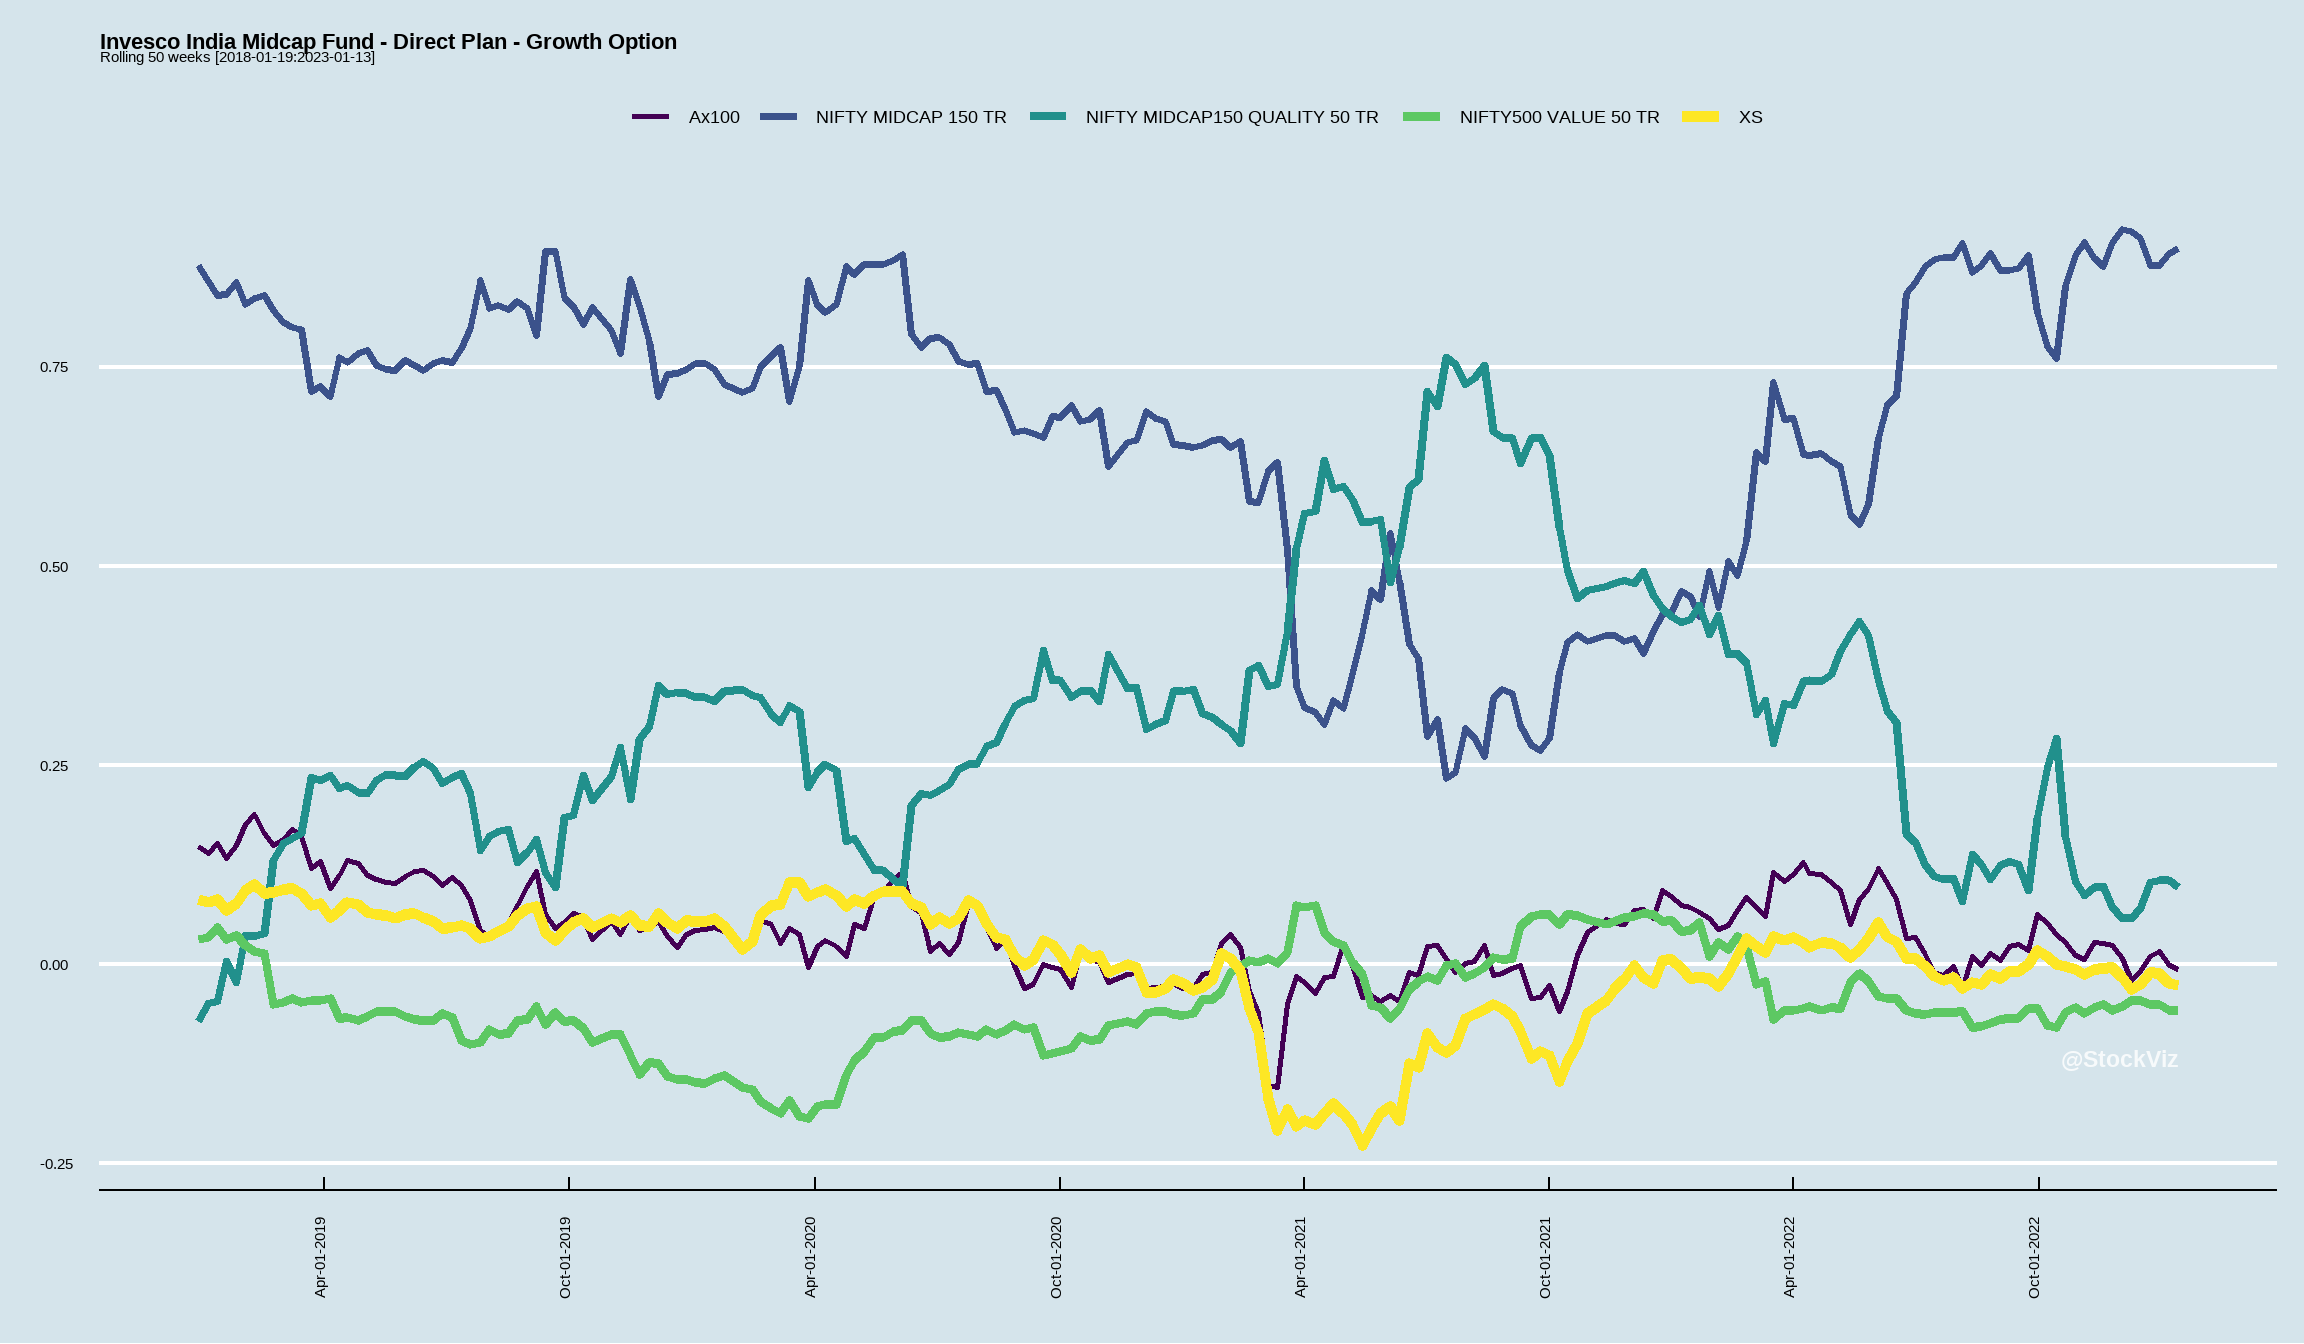 Invesco India Midcap Fund - Direct Plan - Growth Option
Rolling 50 weeks [2018-01-19:2023-01-13]
Ax100 NIFTY MIDCAP 150 TR NIFTY MIDCAP150 QUALITY 50 TR NIFTY500 VALUE 50 TR XS
0.75
0.50
0.25
0.00
-0.25
@StockViz
Apr-01-2019
Oct-01-2019
Apr-01-2020
Oct-01-2020
Apr-01-2021
Oct-01-2021
Apr-01-2022
Oct-01-2022